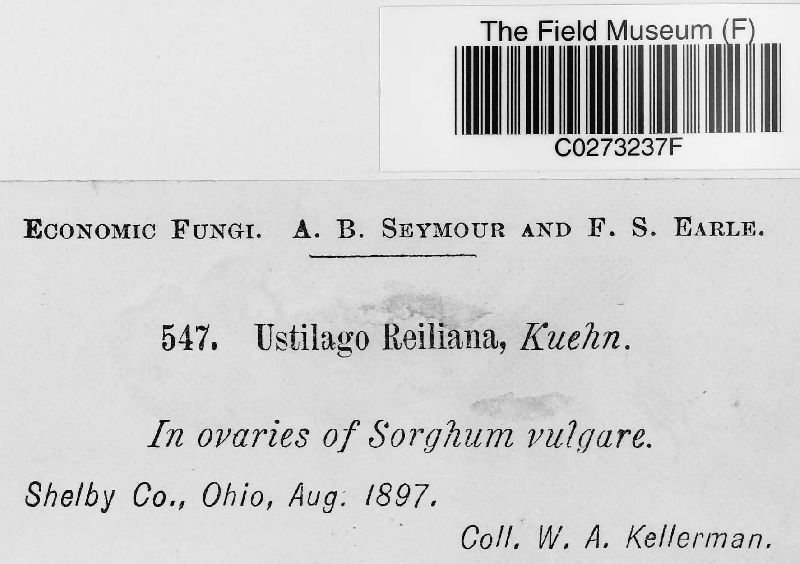 The Field Museum (F)
C0273237F
Economic Fungi. A. B. Seymour and F. S. Earle.
547. Ustilago Reiliana, Kuehn.
In ovaries of Sorghum vulgare.
Shelby Co., Ohio, Aug. 1897.
Coll. W. A. Kellerman.